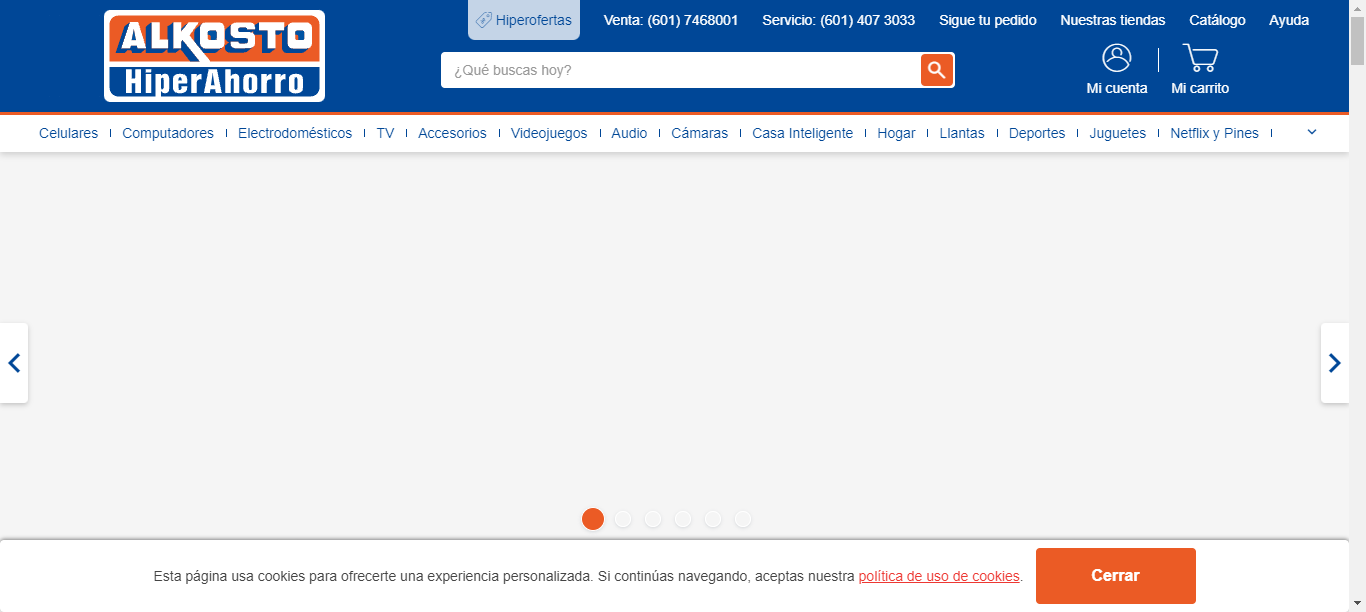 Hiperofertas Venta: (601) 7468001 Servicio: (601) 407 3033 Sigue tu pedido Nuestras tiendas Catálogo Ayuda
ALKOSTO
HiperAhorro
¿Qué buscas hoy?
Mi cuenta Mi carrito
Celulares Computadores Electrodomésticos TV Accesorios Videojuegos Audio Cámaras Casa Inteligente Hogar Llantas Deportes Juguetes Netflix y Pines
Esta página usa cookies para ofrecerte una experiencia personalizada. Si continúas navegando, aceptas nuestra política de uso de cookies.
Cerrar